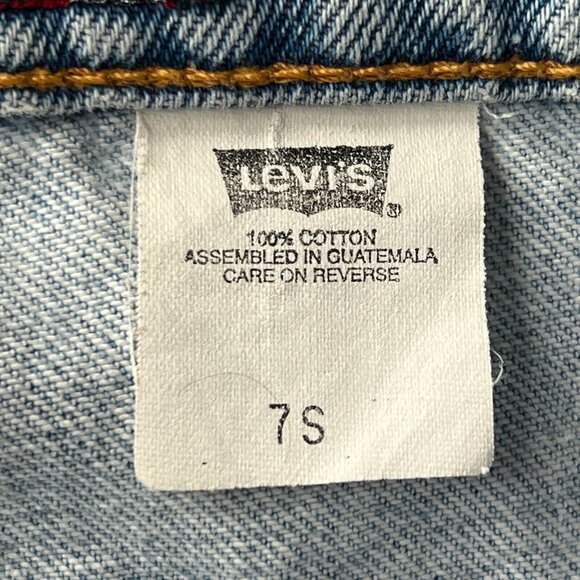 Levi's ®
100% COTTON
ASSEMBLED IN GUATEMALA
CARE ON REVERSE
7S